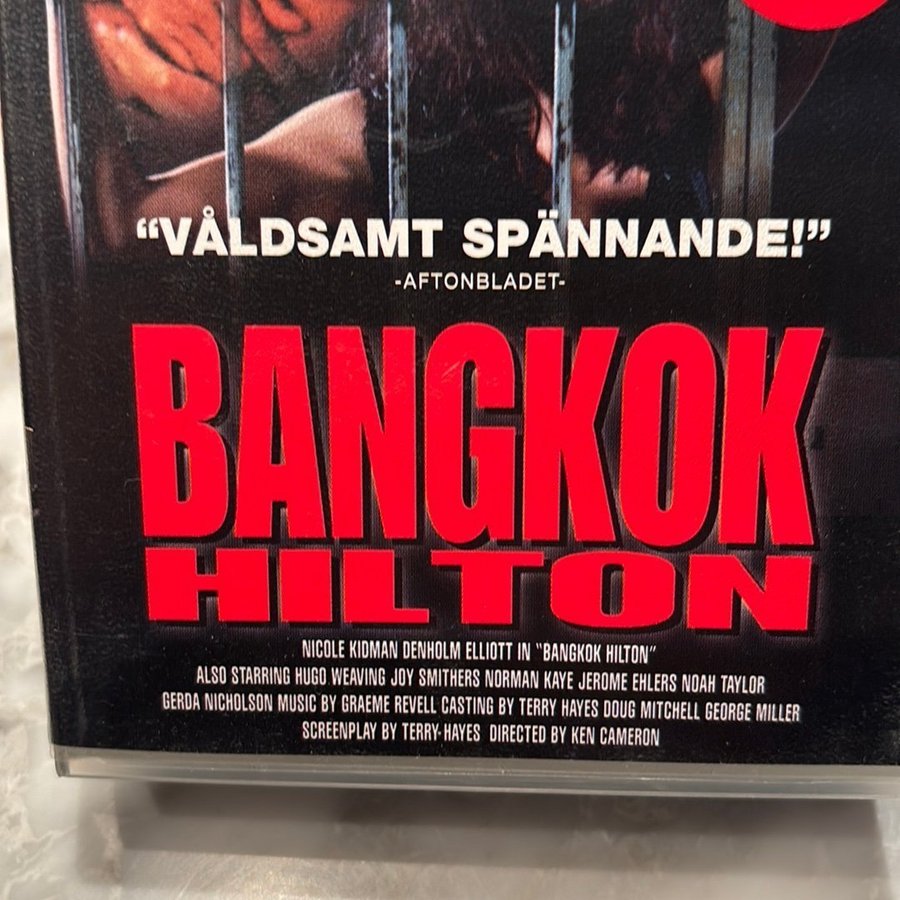 “VÅLDSAMT SPÄNNANDE!”
-AFTONBLADET-
BANGKOK
HILTON
NICOLE KIDMAN DENHOLM ELLIOTT IN "BANGKOK HILTON"
ALSO STARRING HUGO WEAVING JOY SMITHERS NORMAN KAYE JEROME EHLERS NOAH TAYLOR
GERDA NICHOLSON MUSIC BY GRAEME REVELL CASTING BY TERRY HAYES DOUG MITCHELL GEORGE MILLER
SCREENPLAY BY TERRY-HAYES DIRECTED BY KEN CAMERON